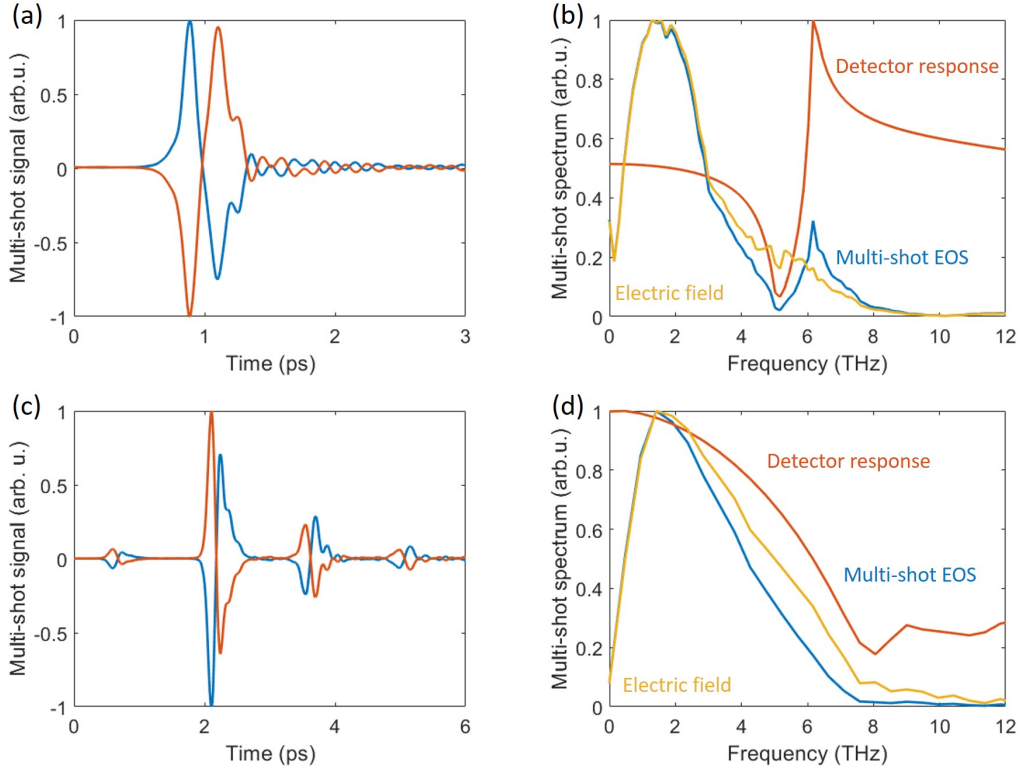 (a)
Multi-shot signal (arb.u.)
1
0.5
0
-0.5
-1
0
1
2
3
Time (ps)
(b)
Multi-shot spectrum (arb.u.)
1
0.8
0.6
0.4
0.2
0
Detector response
Multi-shot EOS
Electric field
0
2
4
6
8
10
12
Frequency (THz)
(c)
Multi-shot signal (arb. u.)
1
0.5
0
-0.5
-1
0
2
4
6
Time (ps)
(d)
Multi-shot spectrum (arb.u.)
1
0.8
0.6
0.4
0.2
0
Detector response
Multi-shot EOS
Electric field
0
2
4
6
8
10
12
Frequency (THz)